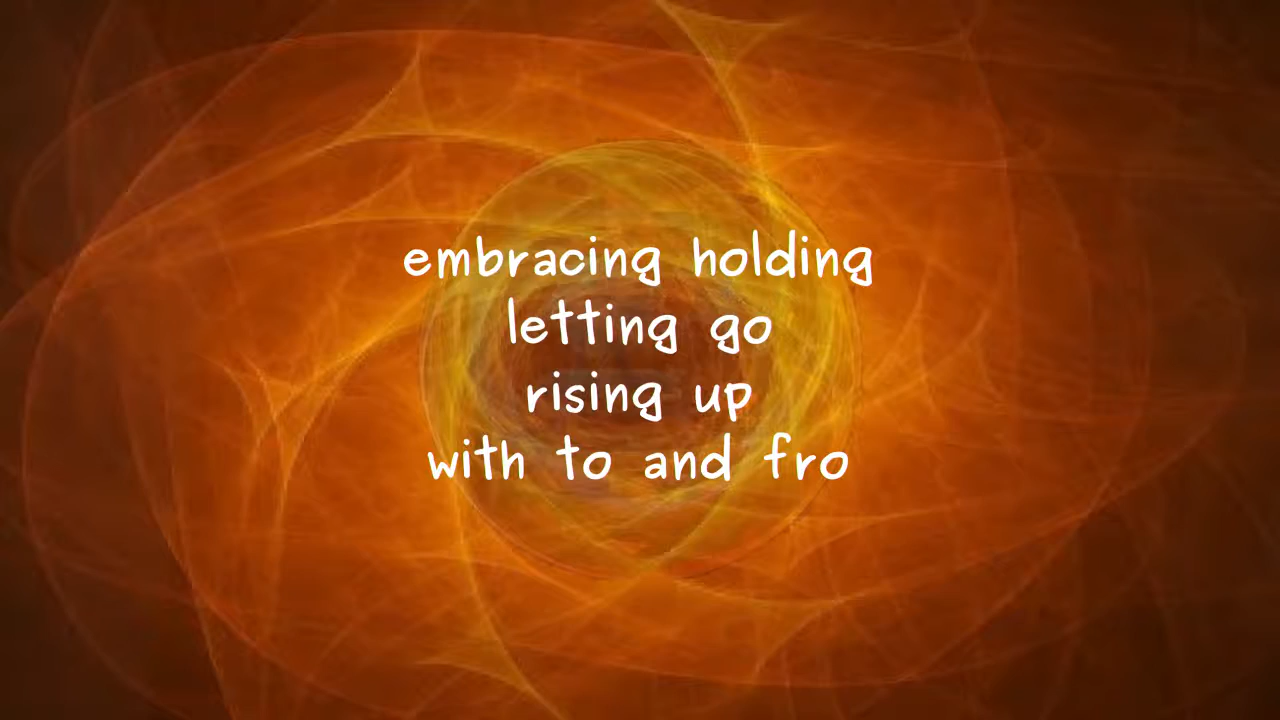 embracing holding
letting go
rising up
with to and fro